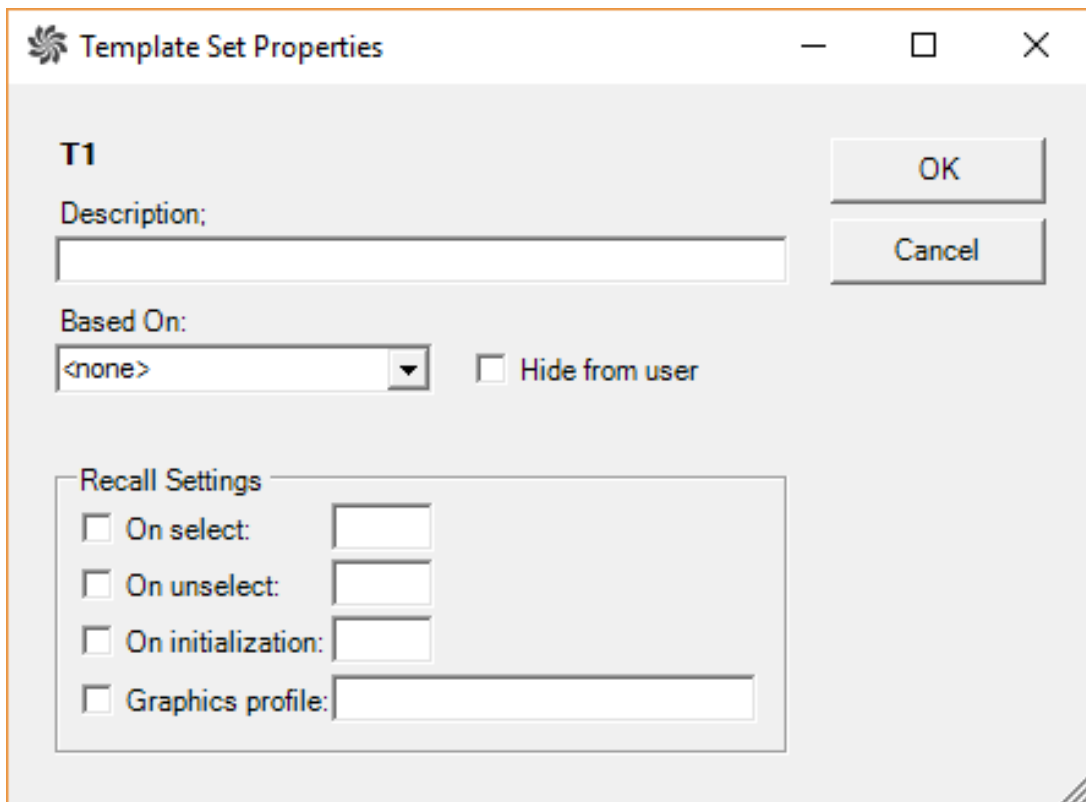 Template Set Properties
T1
OK
Description;
Cancel
Based On:
<none>
Hide from user
Recall Settings
On select:
On unselect:
On initialization:
Graphics profile: